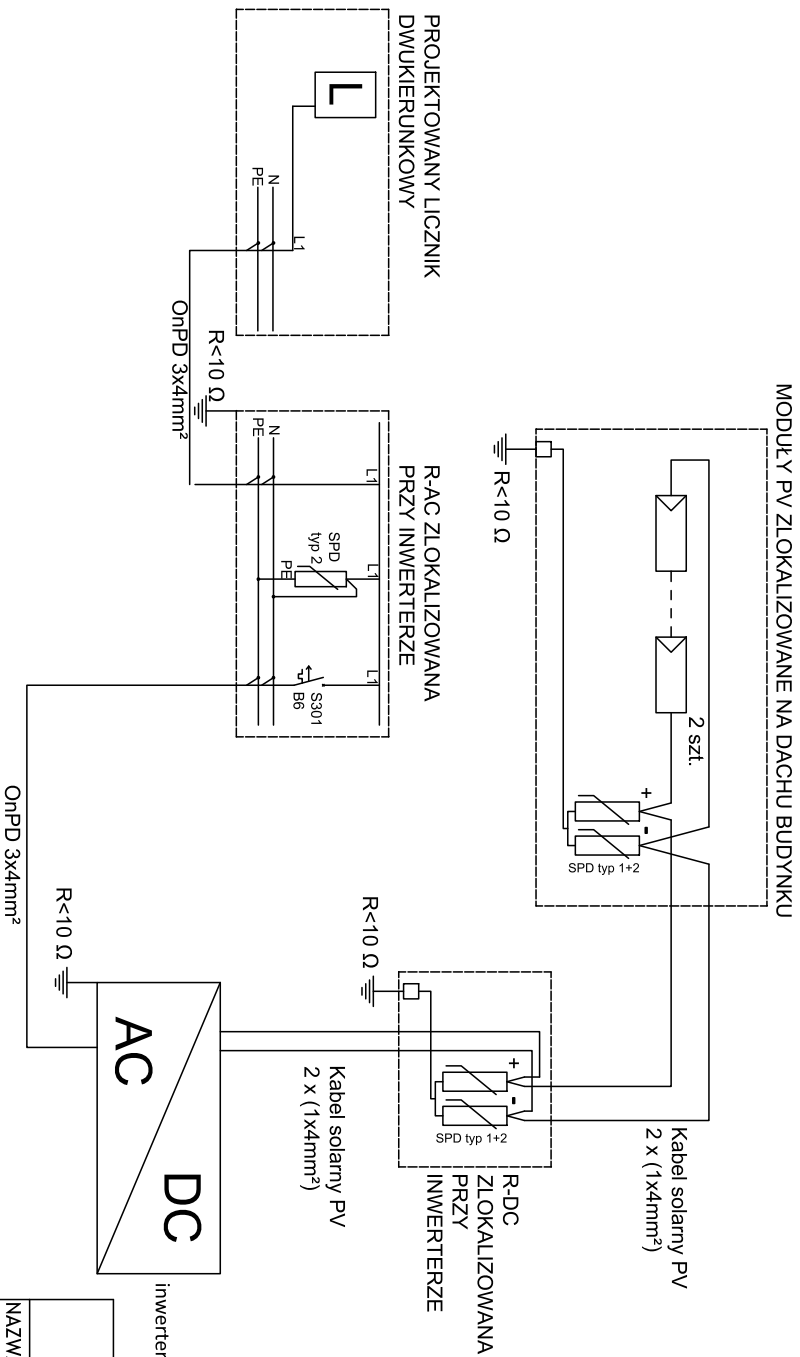 MODUŁY PV ZLOKALIZOWANE NA DACHU BUDYNKU
2 szt.
+
-
SPD typ 1+2
R<10 Ω
Kabel solarny PV
2 x (1x4mm²)
PROJEKTOWANY LICZNIK
DWUKIERUNKOWY
L
L1
N
PE
OnPD 3x4mm²
R-AC ZLOKALIZOWANA
PRZY INWERTERZE
R<10 Ω
L1
L1
L1
N
PE
SPD
typ 2
PE
S301
B6
OnPD 3x4mm²
R-DC
ZLOKALIZOWANA
PRZY
INWERTERZE
+
-
SPD typ 1+2
R<10 Ω
Kabel solarny PV
2 x (1x4mm²)
R<10 Ω
AC
DC
inwerter
NAZW